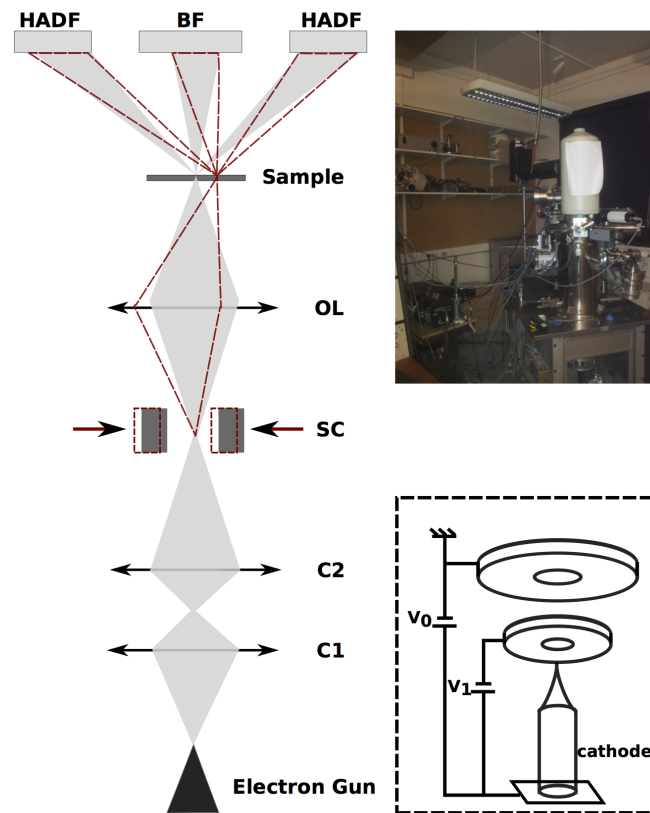 HADF BF HADF
Sample
OL
SC
C2
C1
Electron Gun
V0
V1
cathode